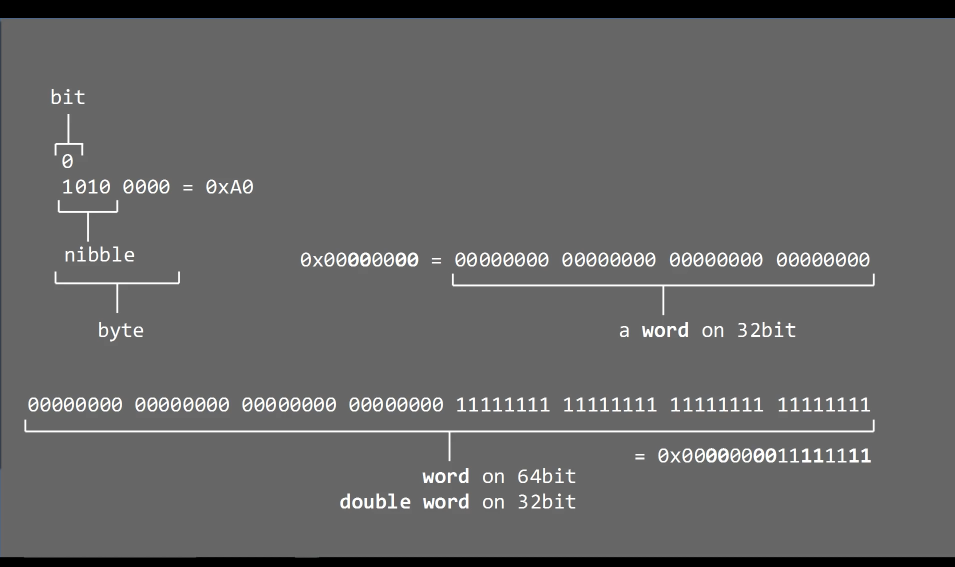 bit
0
1010 0000 = 0xA0
nibble
byte
0x00000000 = 00000000 00000000 00000000 00000000
a word on 32bit
00000000 00000000 00000000 00000000 11111111 11111111 11111111 11111111
= 0x0000000011111111
word on 64bit
double word on 32bit